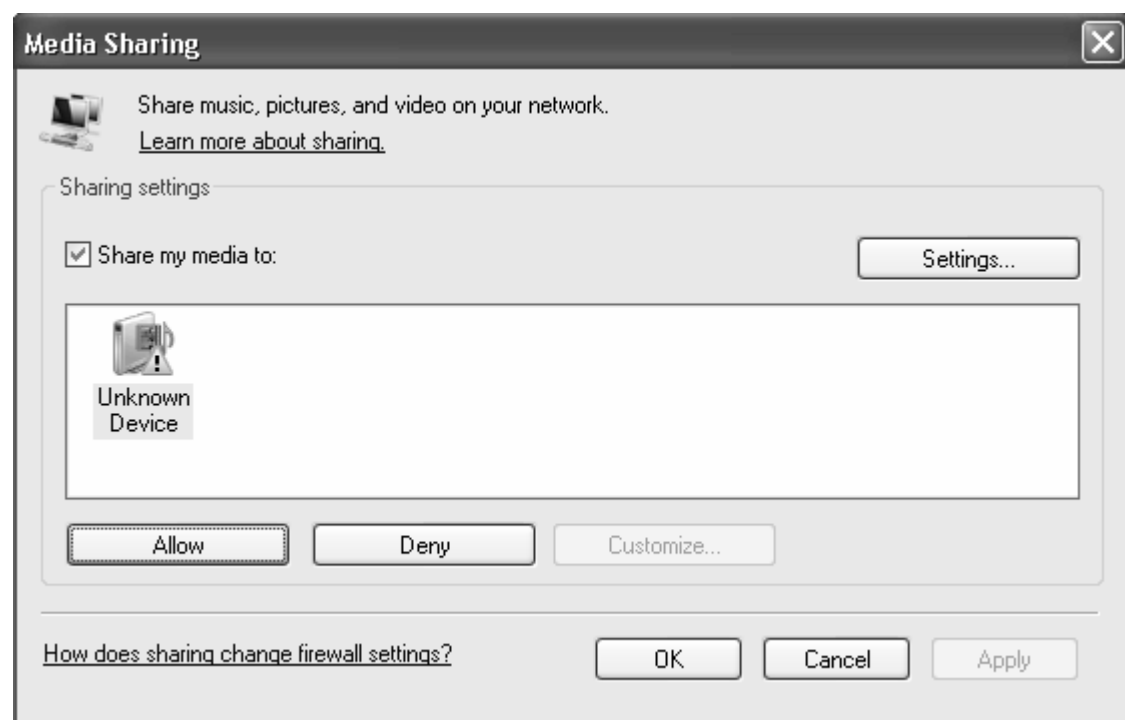 Media Sharing
Share music, pictures, and video on your network.
Learn more about sharing.
Sharing settings
Share my media to:
Settings...
Unknown
Device
Allow
Deny
Customize...
How does sharing change firewall settings?
OK
Cancel
Apply